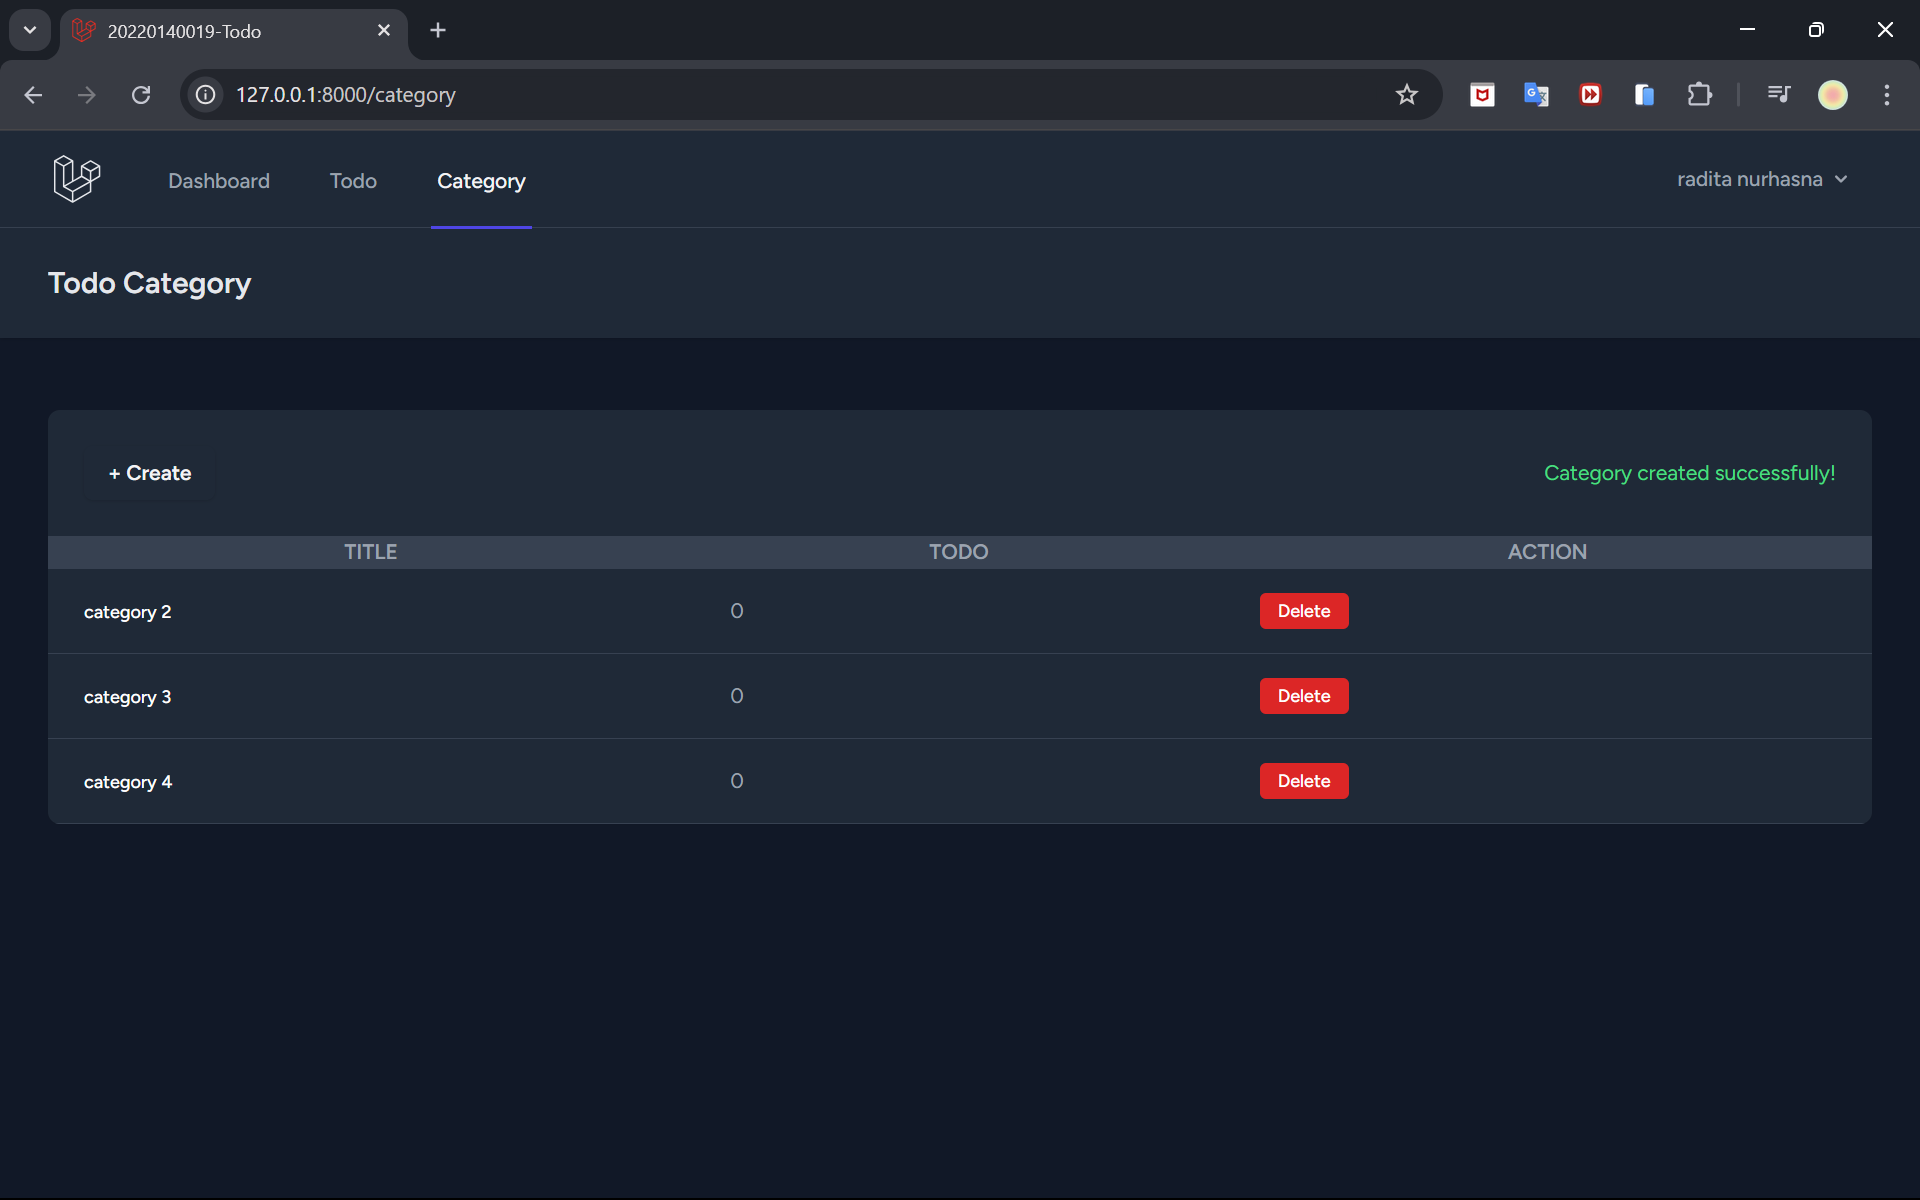 20220140019-Todo
127.0.0.1:8000/category
Dashboard Todo Category radita nurhasna
Todo Category
+ Create Category created successfully!
TITLE TODO ACTION
category 2 0 Delete
category 3 0 Delete
category 4 0 Delete